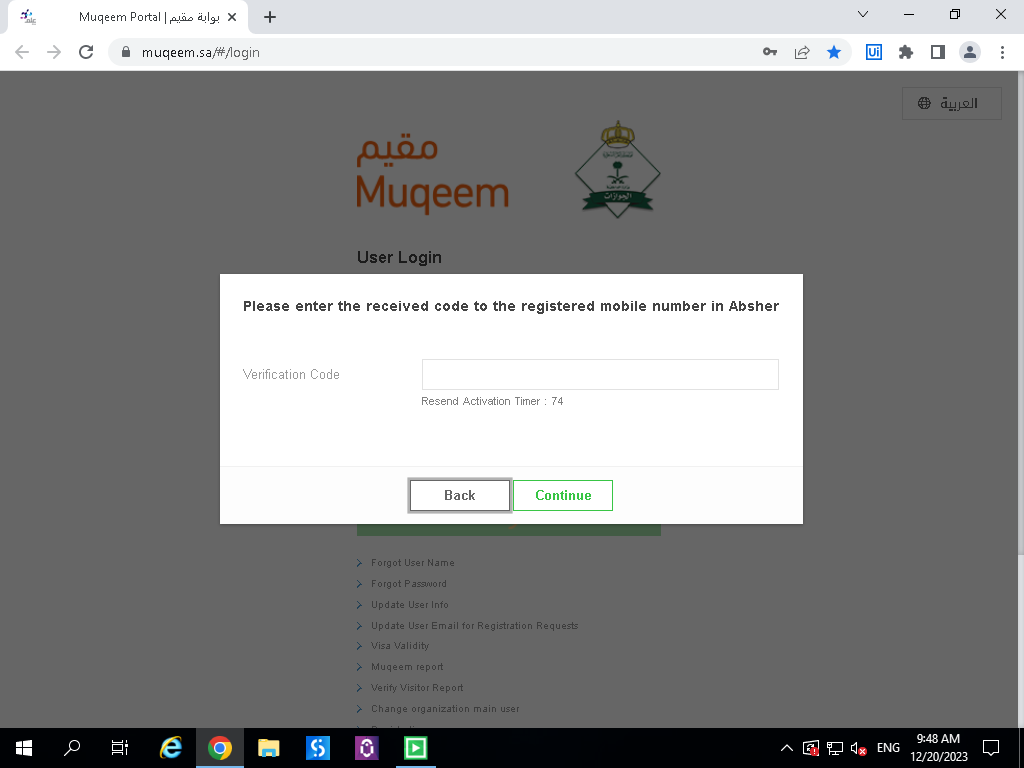 Muqeem Portal | بوابة مقيم
muqeem.sa/#/login
Ui
العربية
مقيم
Muqeem
الجوازات
User Login
Please enter the received code to the registered mobile number in Absher
Verification Code
Resend Activation Timer : 74
Back
Continue
Forgot User Name
Forgot Password
Update User Info
Update User Email for Registration Requests
Visa Validity
Muqeem report
Verify Visitor Report
Change organization main user
ENG
9:48 AM
12/20/2023